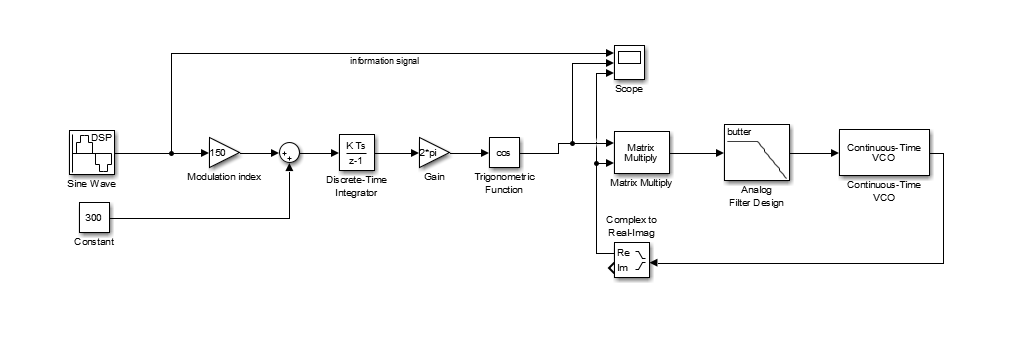 information signal
Scope
DSP
Sine Wave
150
Modulation index
+
+
K Ts
z-1
Discrete-Time
Integrator
2*pi
Gain
cos
Trigonometric
Function
Matrix
Multiply
Matrix Multiply
butter
Analog
Filter Design
Continuous-Time
VCO
Continuous-Time
VCO
300
Constant
Complex to
Real-Imag
Re
Im